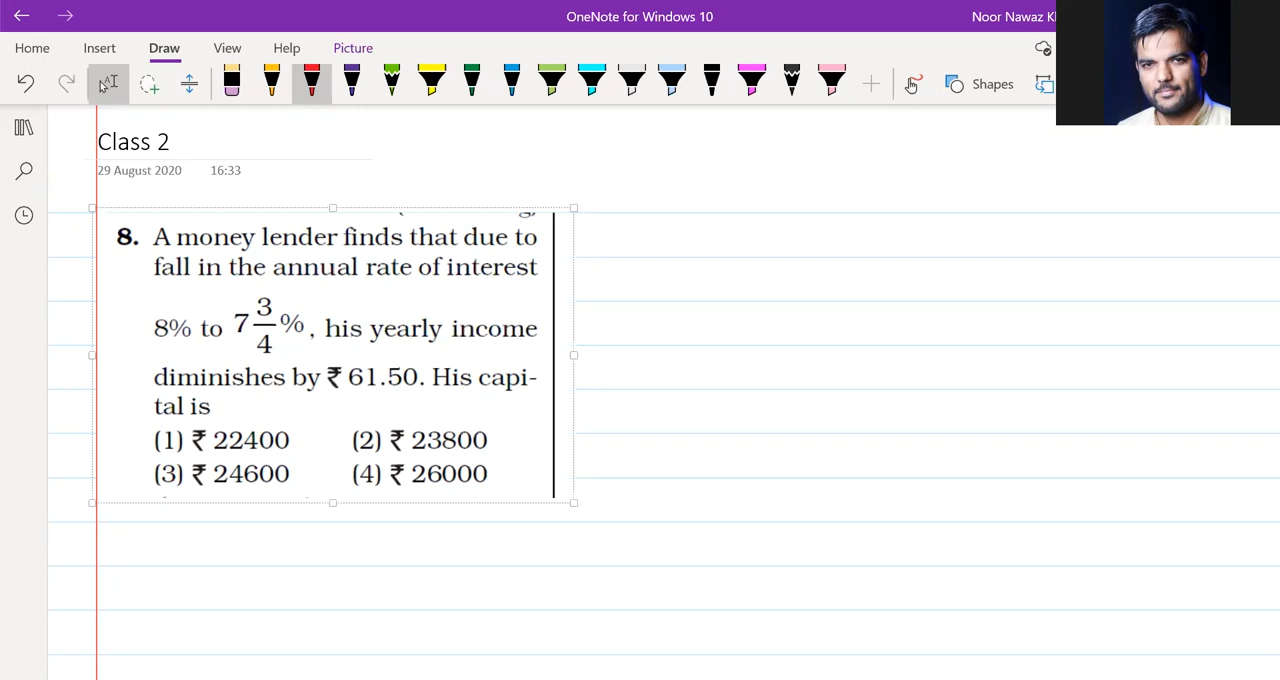 OneNote for Windows 10
Noor Nawaz Kh
Home Insert Draw View Help Picture
Shapes
Class 2
29 August 2020 16:33
8. A money lender finds that due to
fall in the annual rate of interest
8% to 7 3/4 %, his yearly income
diminishes by ₹ 61.50. His capi-
tal is
(1) ₹ 22400 (2) ₹ 23800
(3) ₹ 24600 (4) ₹ 26000